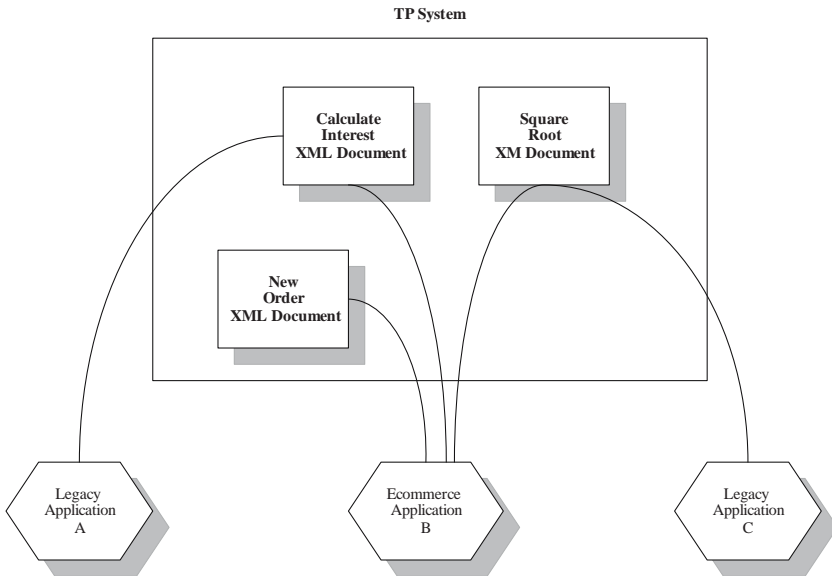 TP System
Calculate
Interest
XML Document
Square
Root
XM Document
New
Order
XML Document
Legacy
Application
A
Ecommerce
Application
B
Legacy
Application
C